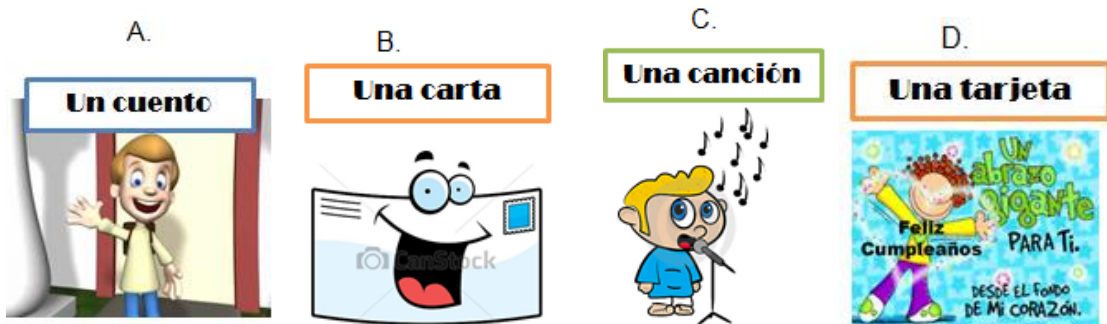 A.
Un cuento
B.
Una carta
CanStock
C.
Una canción
D.
Una tarjeta
UN
abrazo
gigante
PARA Ti.
Feliz
Cumpleaños
DESDE EL FONDO
DE Mi CORAZÓN.